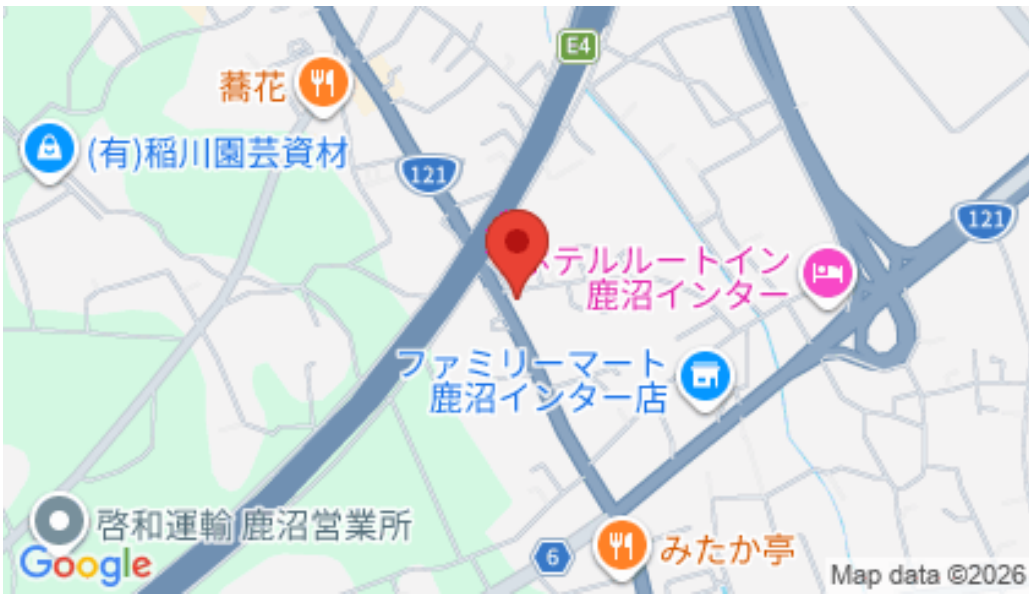 E4
蕎花
(有)稲川園芸資材
121
121
テルルートイン
鹿沼インター
ファミリーマート
鹿沼インター店
啓和運輸 鹿沼営業所
Google
6
みたか亭
Map data ©2026